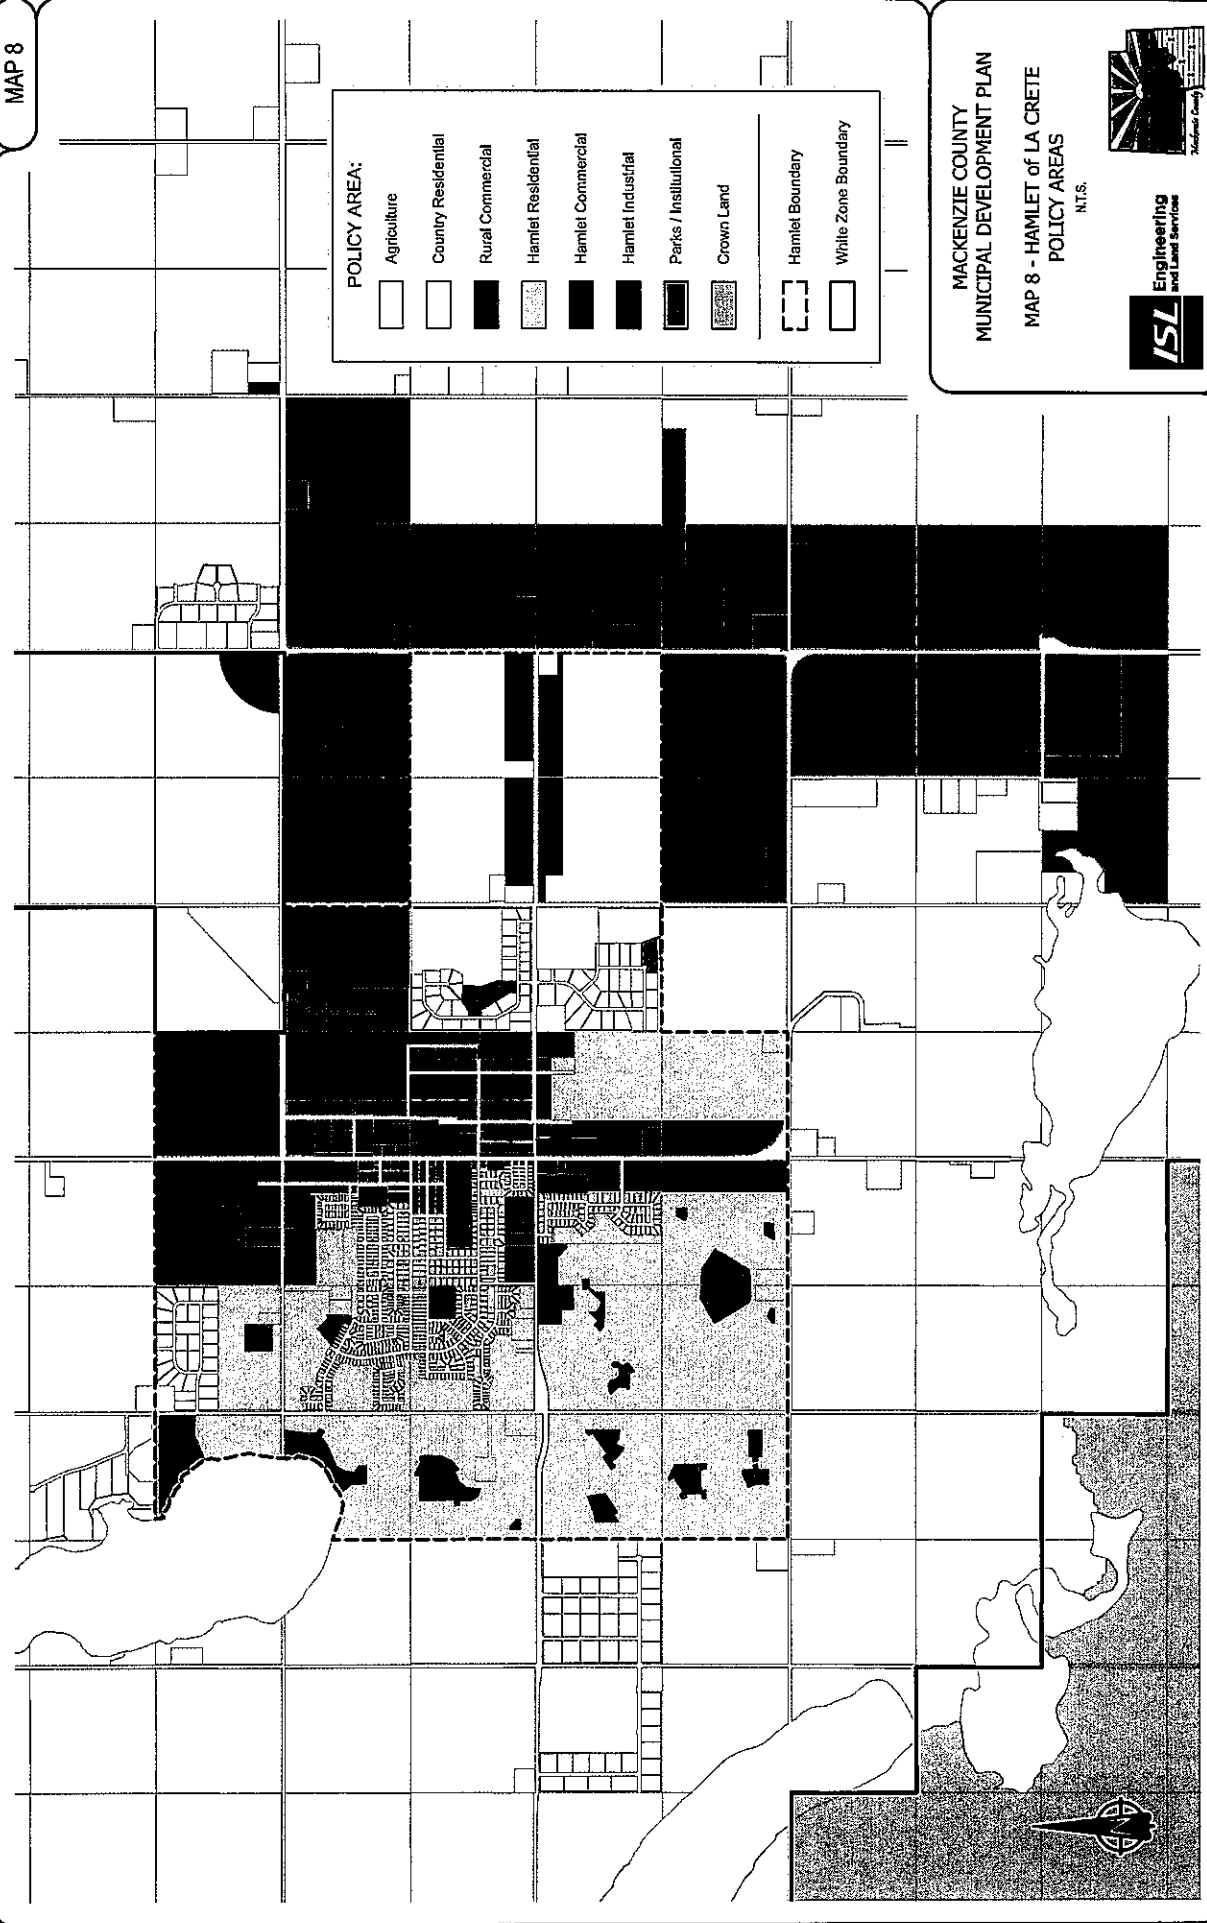 MAP 8
POLICY AREA:
Agriculture
Country Residential
Rural Commercial
Hamlet Residential
Hamlet Commercial
Hamlet Industrial
Parks / Institutional
Crown Land
Hamlet Boundary
White Zone Boundary
MACKENZIE COUNTY
MUNICIPAL DEVELOPMENT PLAN
MAP 8 - HAMLET of LA CRETE
POLICY AREAS
N.T.S.
ISL Engineering
and Land Services
Mackenzie County
N